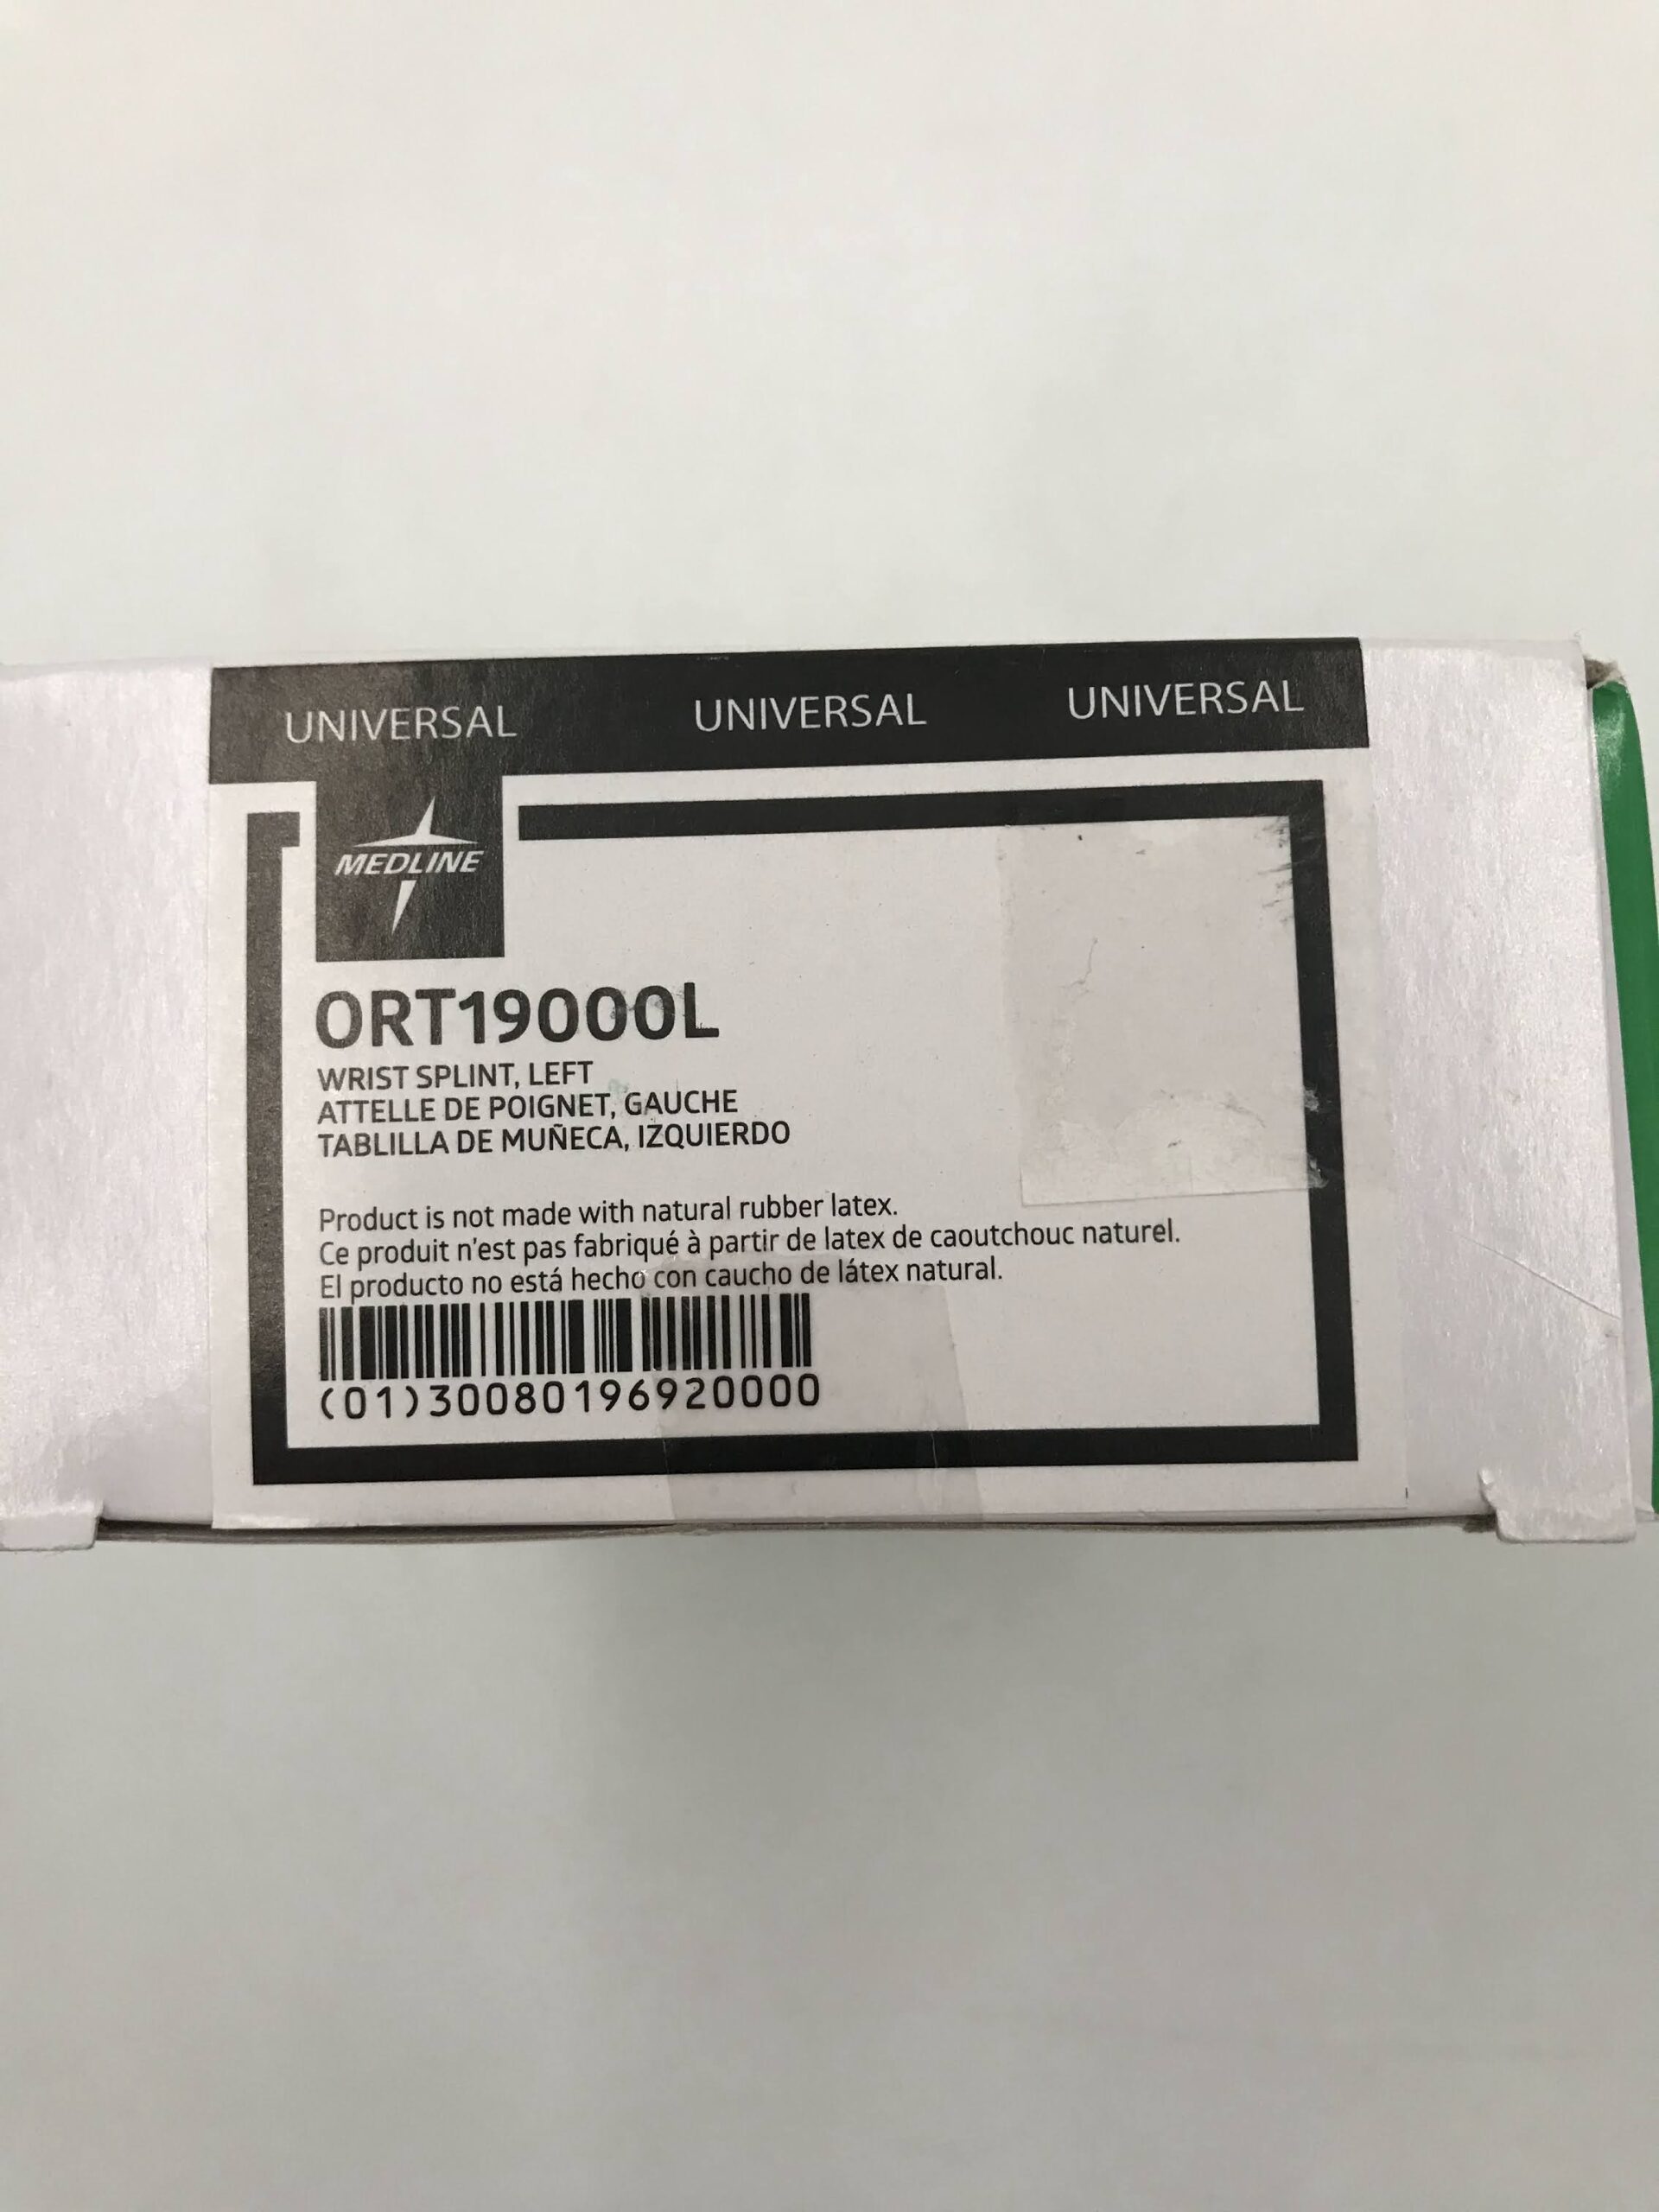 UNIVERSAL UNIVERSAL UNIVERSAL
MEDLINE
ORT19000L
WRIST SPLINT, LEFT
ATTELLE DE POIGNET, GAUCHE
TABLILLA DE MUÑECA, IZQUIERDO
Product is not made with natural rubber latex.
Ce produit n'est pas fabriqué à partir de latex de caoutchouc naturel.
El producto no está hecho con caucho de látex natural.
(01)30080196920000